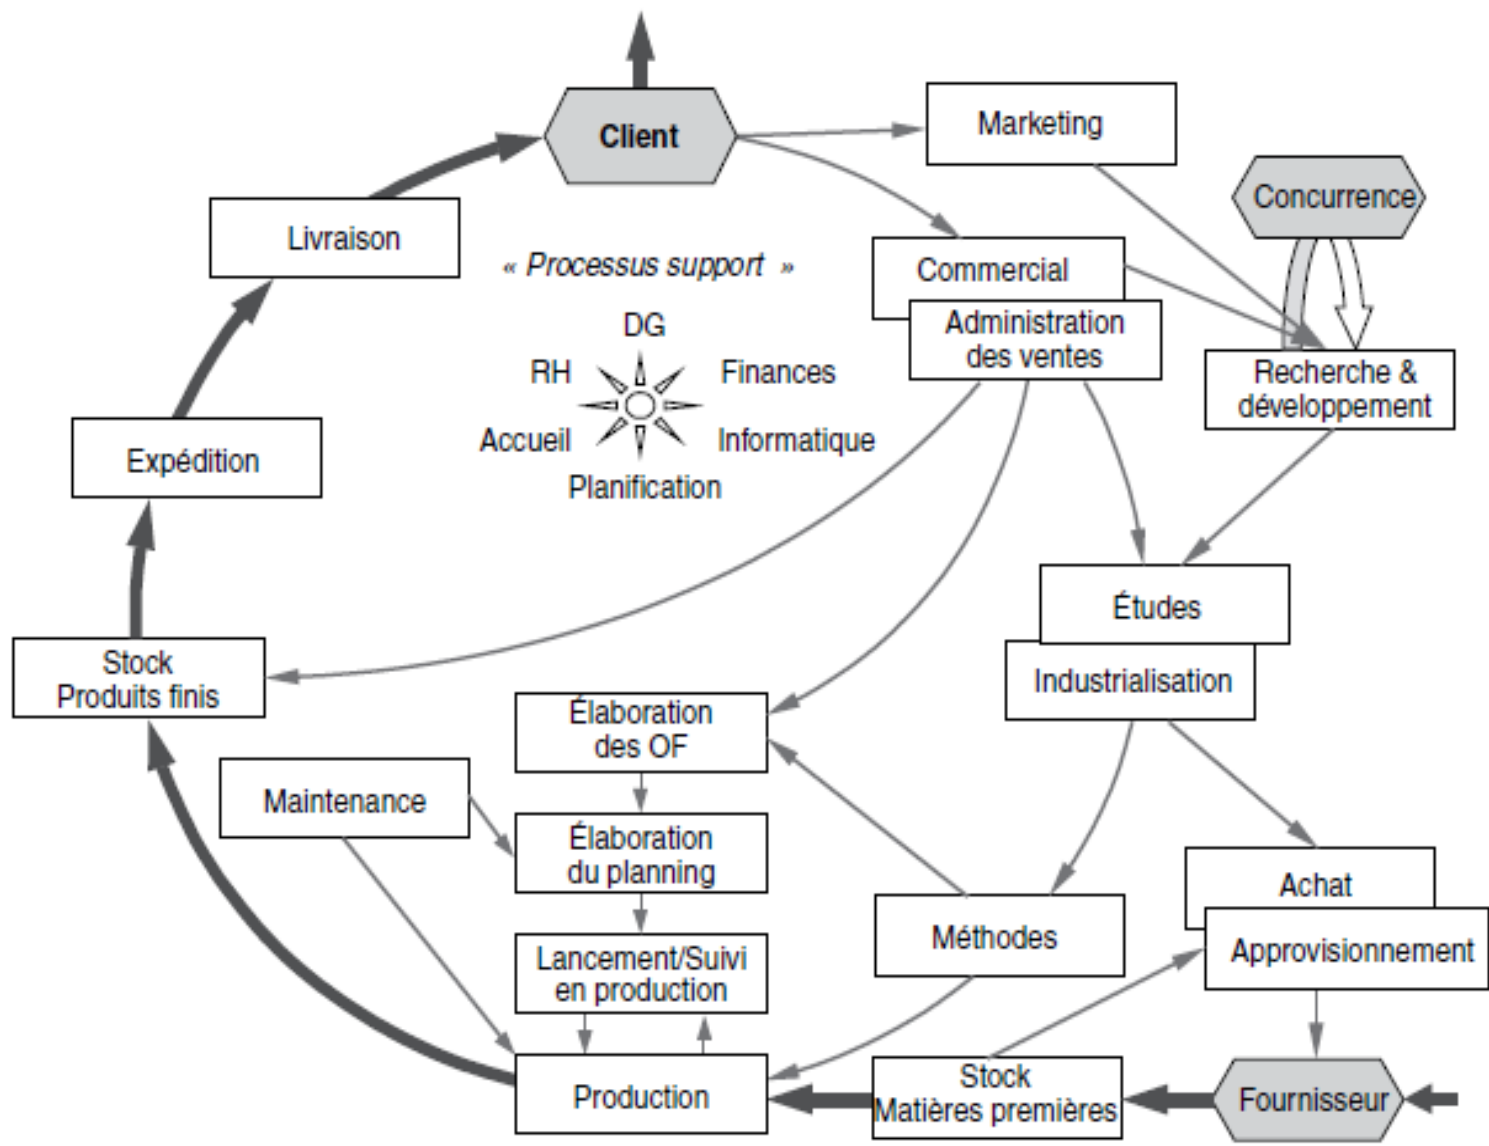 Client
Marketing
Concurrence
Livraison
« Processus support »
Commercial
Administration
des ventes
DG
RH
Finances
Recherche &
développement
Accueil
Informatique
Planification
Expédition
Études
Industrialisation
Stock
Produits finis
Élaboration
des OF
Maintenance
Élaboration
du planning
Achat
Méthodes
Approvisionnement
Lancement/Suivi
en production
Production
Stock
Matières premières
Fournisseur